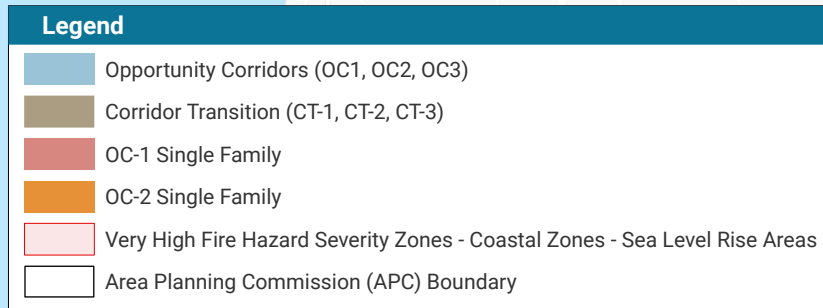 Legend
Opportunity Corridors (OC1, OC2, OC3)
Corridor Transition (CT-1, CT-2, CT-3)
OC-1 Single Family
OC-2 Single Family
Very High Fire Hazard Severity Zones - Coastal Zones - Sea Level Rise Areas
Area Planning Commission (APC) Boundary